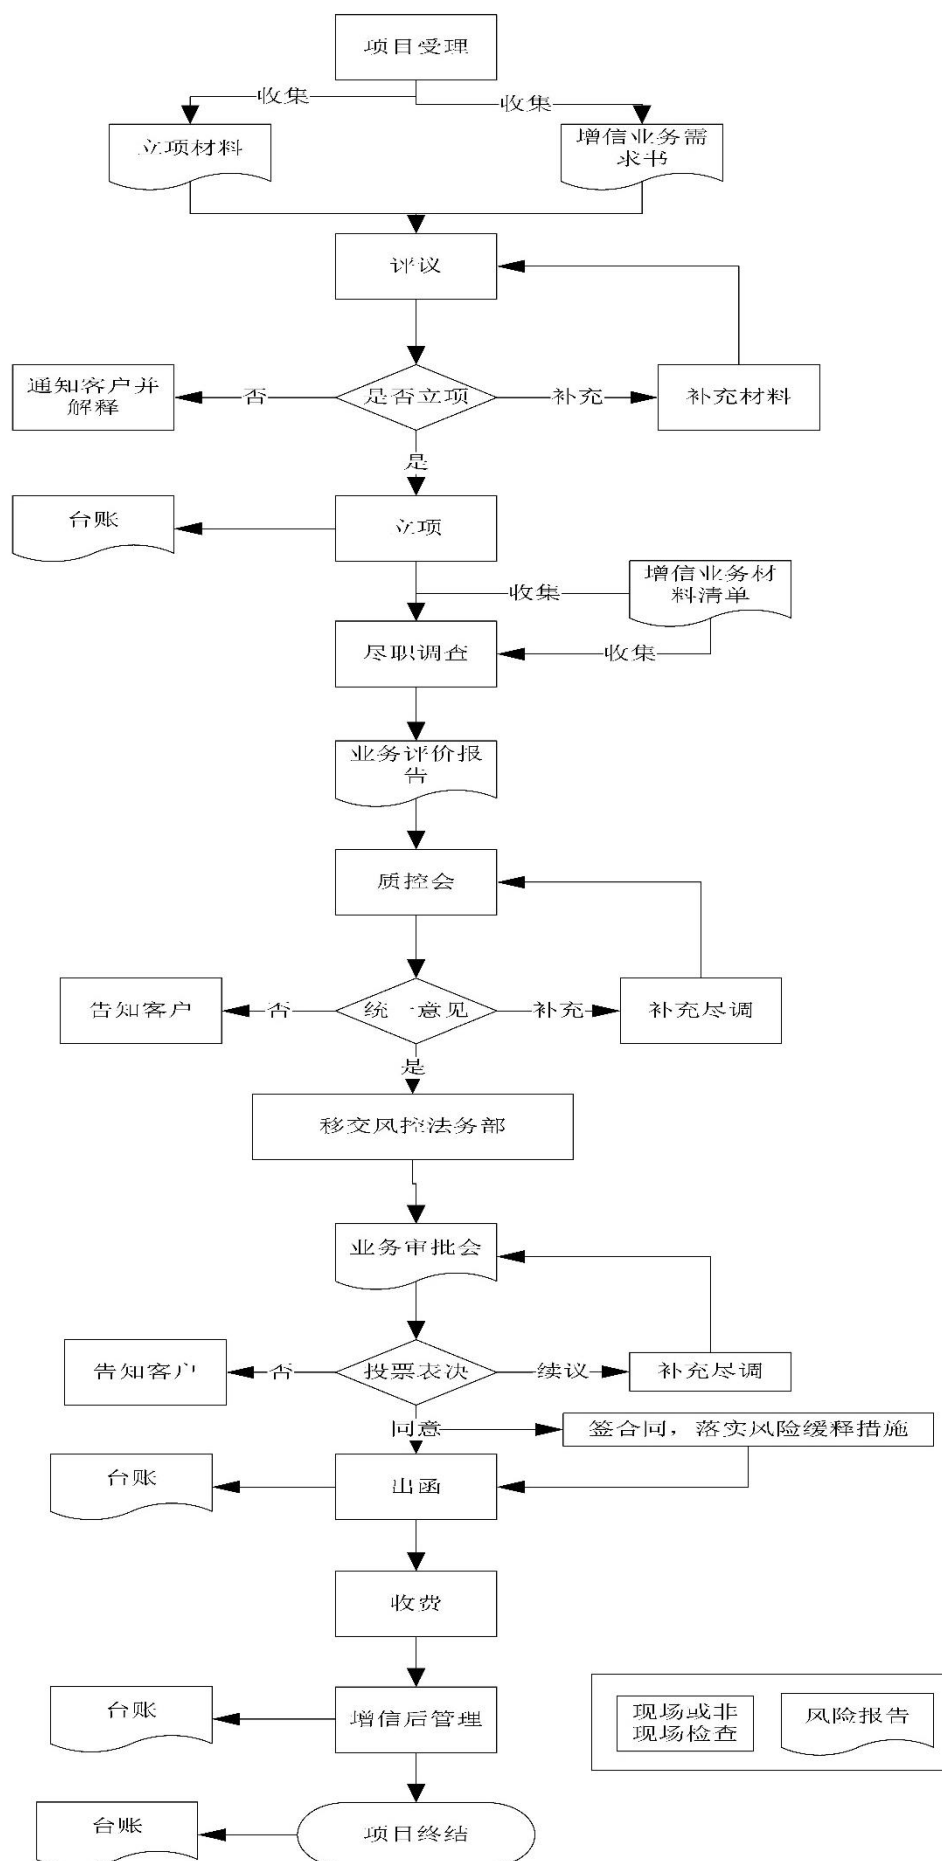 项目受理
收集
收集
立项材料
增信业务需
求书
评议
通知客户并
解释
否
是否立项
补充
补充材料
是
台账
立项
增信业务材
料清单
收集
尽职调查
收集
业务评价报
告
质控会
告知客户
否
统一意见
补充
补充尽调
是
移交风控法务部
业务审批会
告知客户
否
投票表决
续议
补充尽调
同意
签合同，落实风险缓释措施
台账
出函
收费
台账
增信后管理
现场或非
现场检查
风险报告
台账
项目终结